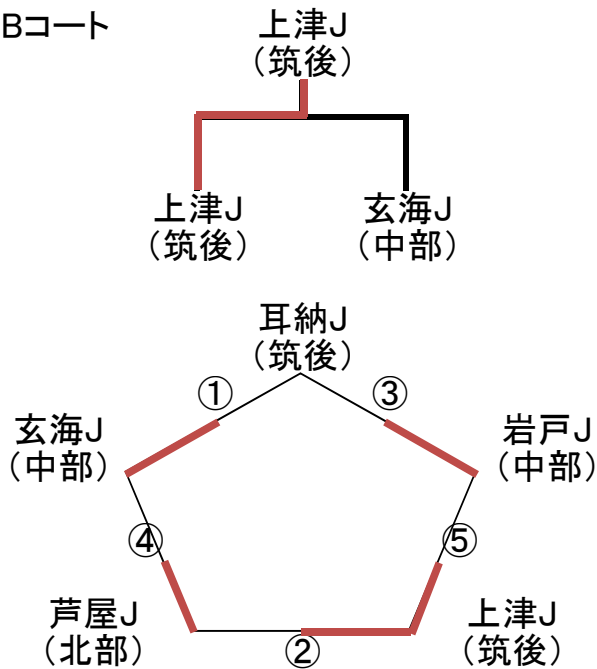 Bコート
上津J
（筑後）
上津J
（筑後）
玄海J
（中部）
耳納J
（筑後）
①
③
玄海J
（中部）
岩戸J
（中部）
④
⑤
芦屋J
（北部）
②
上津J
（筑後）